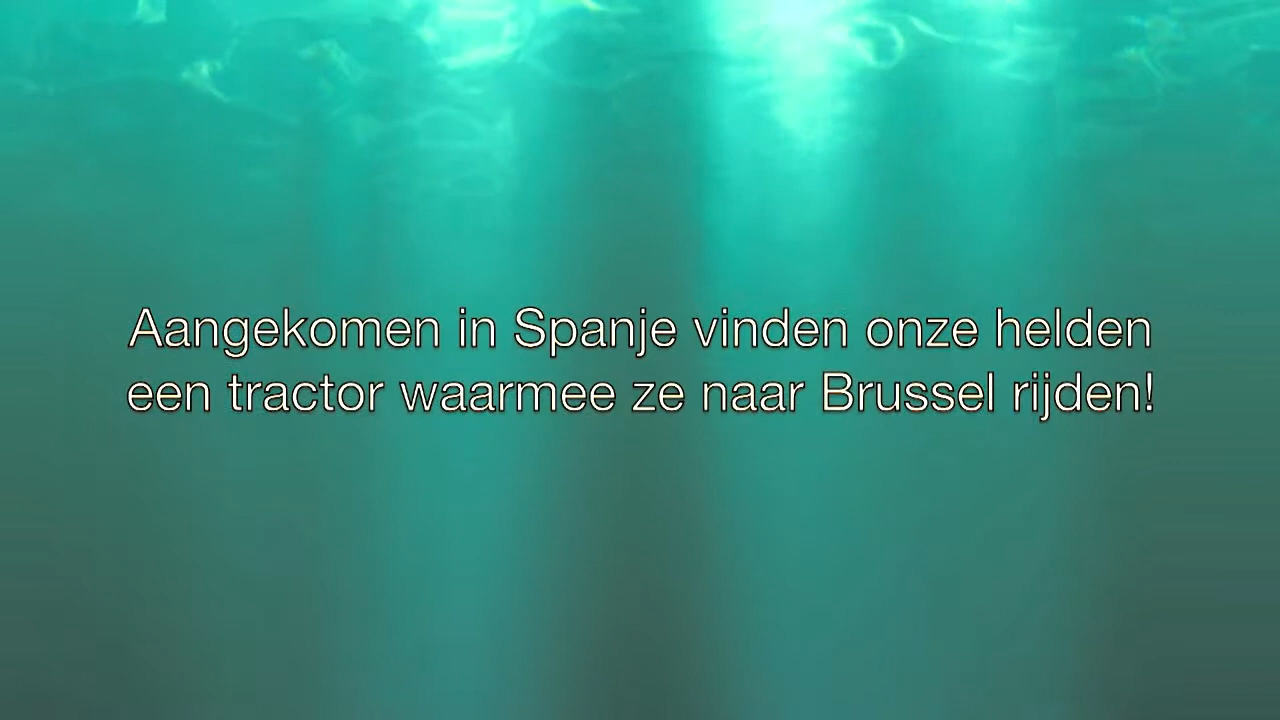 Aangekomen in Spanje vinden onze helden
een tractor waarmee ze naar Brussel rijden!